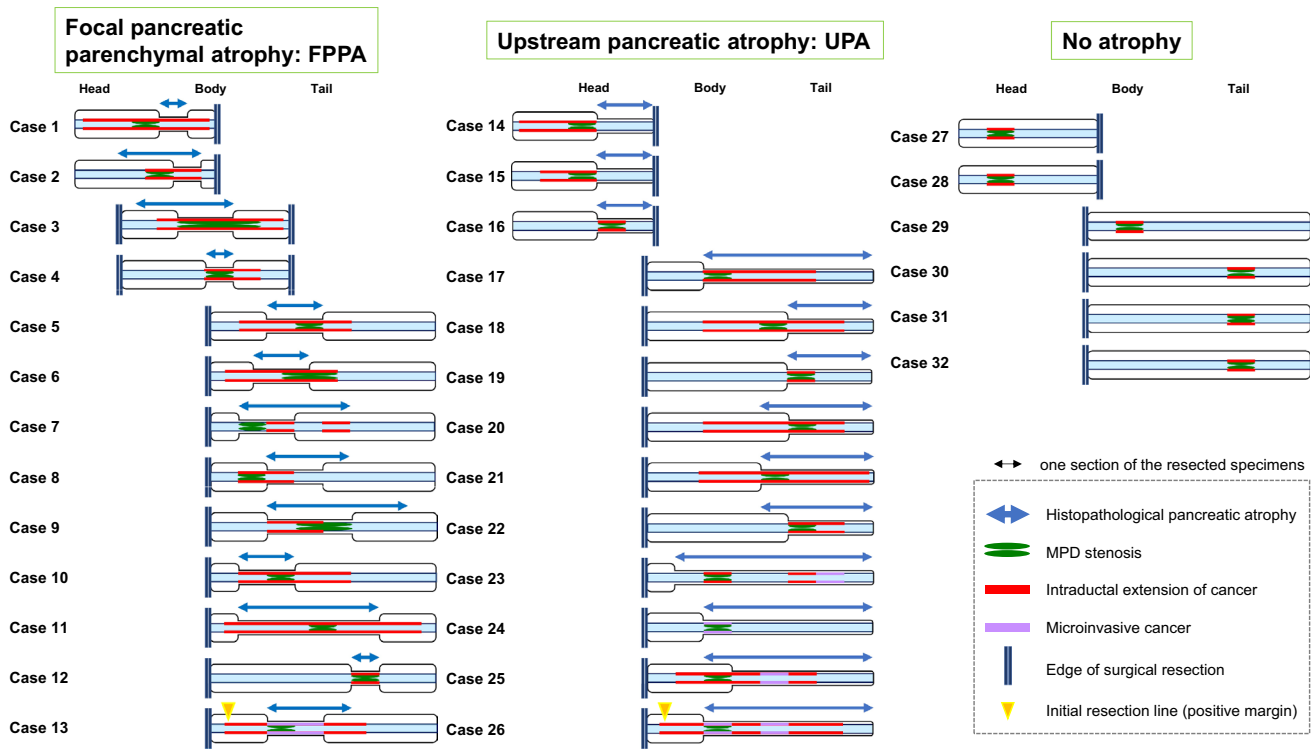 Focal pancreatic
parenchymal atrophy: FPPA
Upstream pancreatic atrophy: UPA
No atrophy
Head Body Tail
Case 1
Case 2
Case 3
Case 4
Case 5
Case 6
Case 7
Case 8
Case 9
Case 10
Case 11
Case 12
Case 13
Head Body Tail
Case 14
Case 15
Case 16
Case 17
Case 18
Case 19
Case 20
Case 21
Case 22
Case 23
Case 24
Case 25
Case 26
Head Body Tail
Case 27
Case 28
Case 29
Case 30
Case 31
Case 32
one section of the resected specimens
Histopathological pancreatic atrophy
MPD stenosis
Intraductal extension of cancer
Microinvasive cancer
Edge of surgical resection
Initial resection line (positive margin)